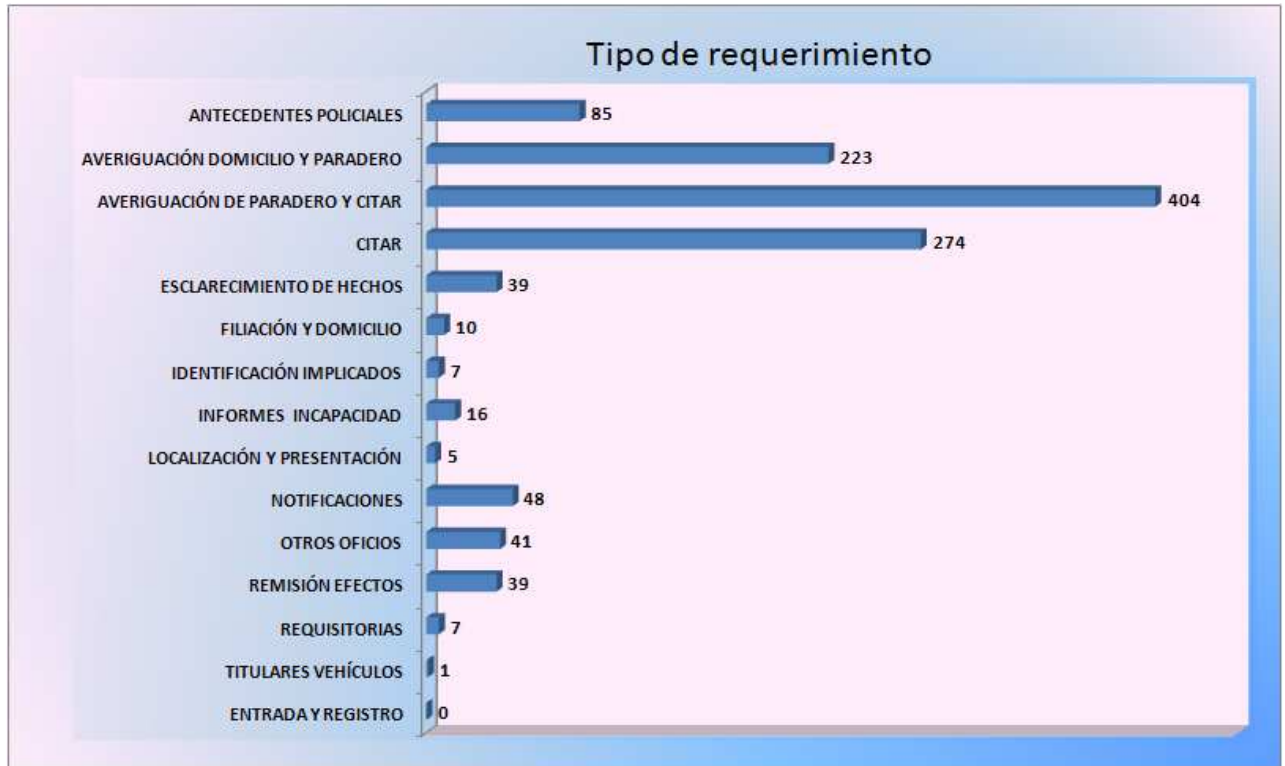 Tipo de requerimiento
ANTECEDENTES POLICIALES 85
AVERIGUACIÓN DOMICILIO Y PARADERO 223
AVERIGUACIÓN DE PARADERO Y CITAR 404
CITAR 274
ESCLARECIMIENTO DE HECHOS 39
FILIACIÓN Y DOMICILIO 10
IDENTIFICACIÓN IMPLICADOS 7
INFORMES INCAPACIDAD 16
LOCALIZACIÓN Y PRESENTACIÓN 5
NOTIFICACIONES 48
OTROS OFICIOS 41
REMISIÓN EFECTOS 39
REQUISITORIAS 7
TITULARES VEHÍCULOS 1
ENTRADA Y REGISTRO 0